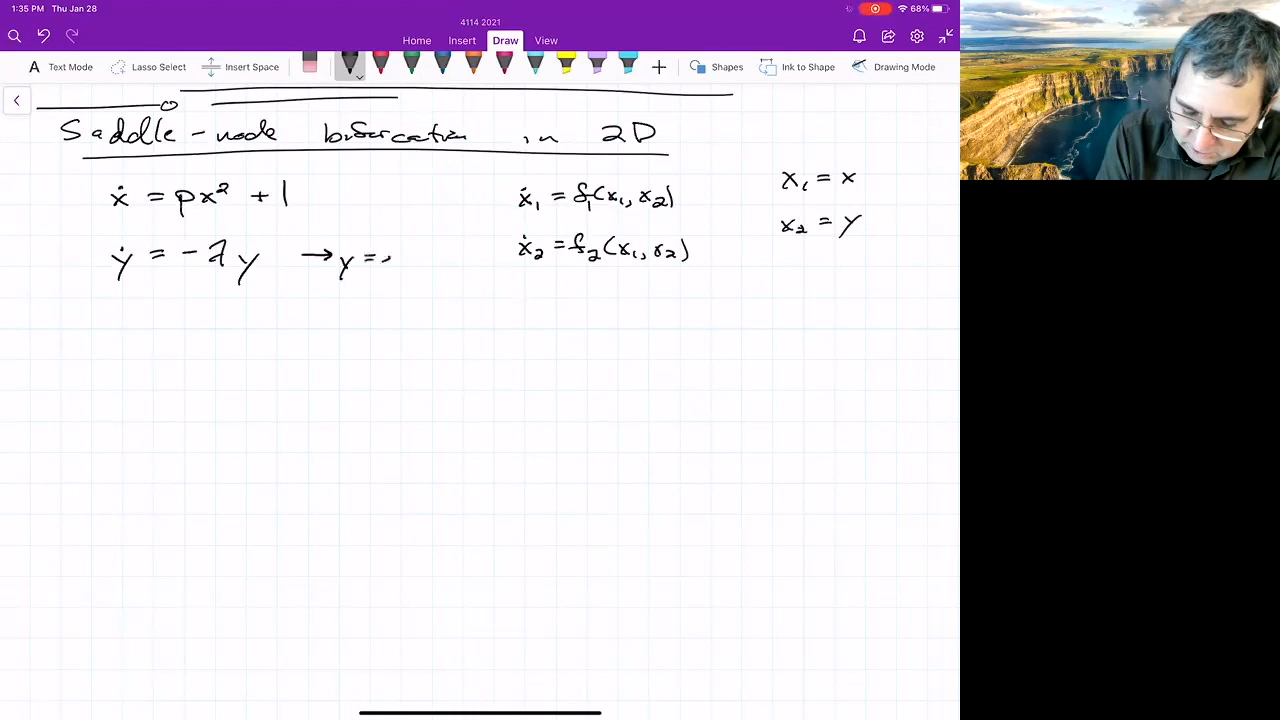 1:35 PM Thu Jan 28
68%
4114 2021
Home Insert Draw View
Text Mode Lasso Select Insert Space Shapes Ink to Shape Drawing Mode
Saddle-node bifurcation in 2D
ẋ = px² + 1
ẏ = -λy → y =
ẋ₁ = f₁(x₁, x₂)
ẋ₂ = f₂(x₁, x₂)
x₁ = x
x₂ = y